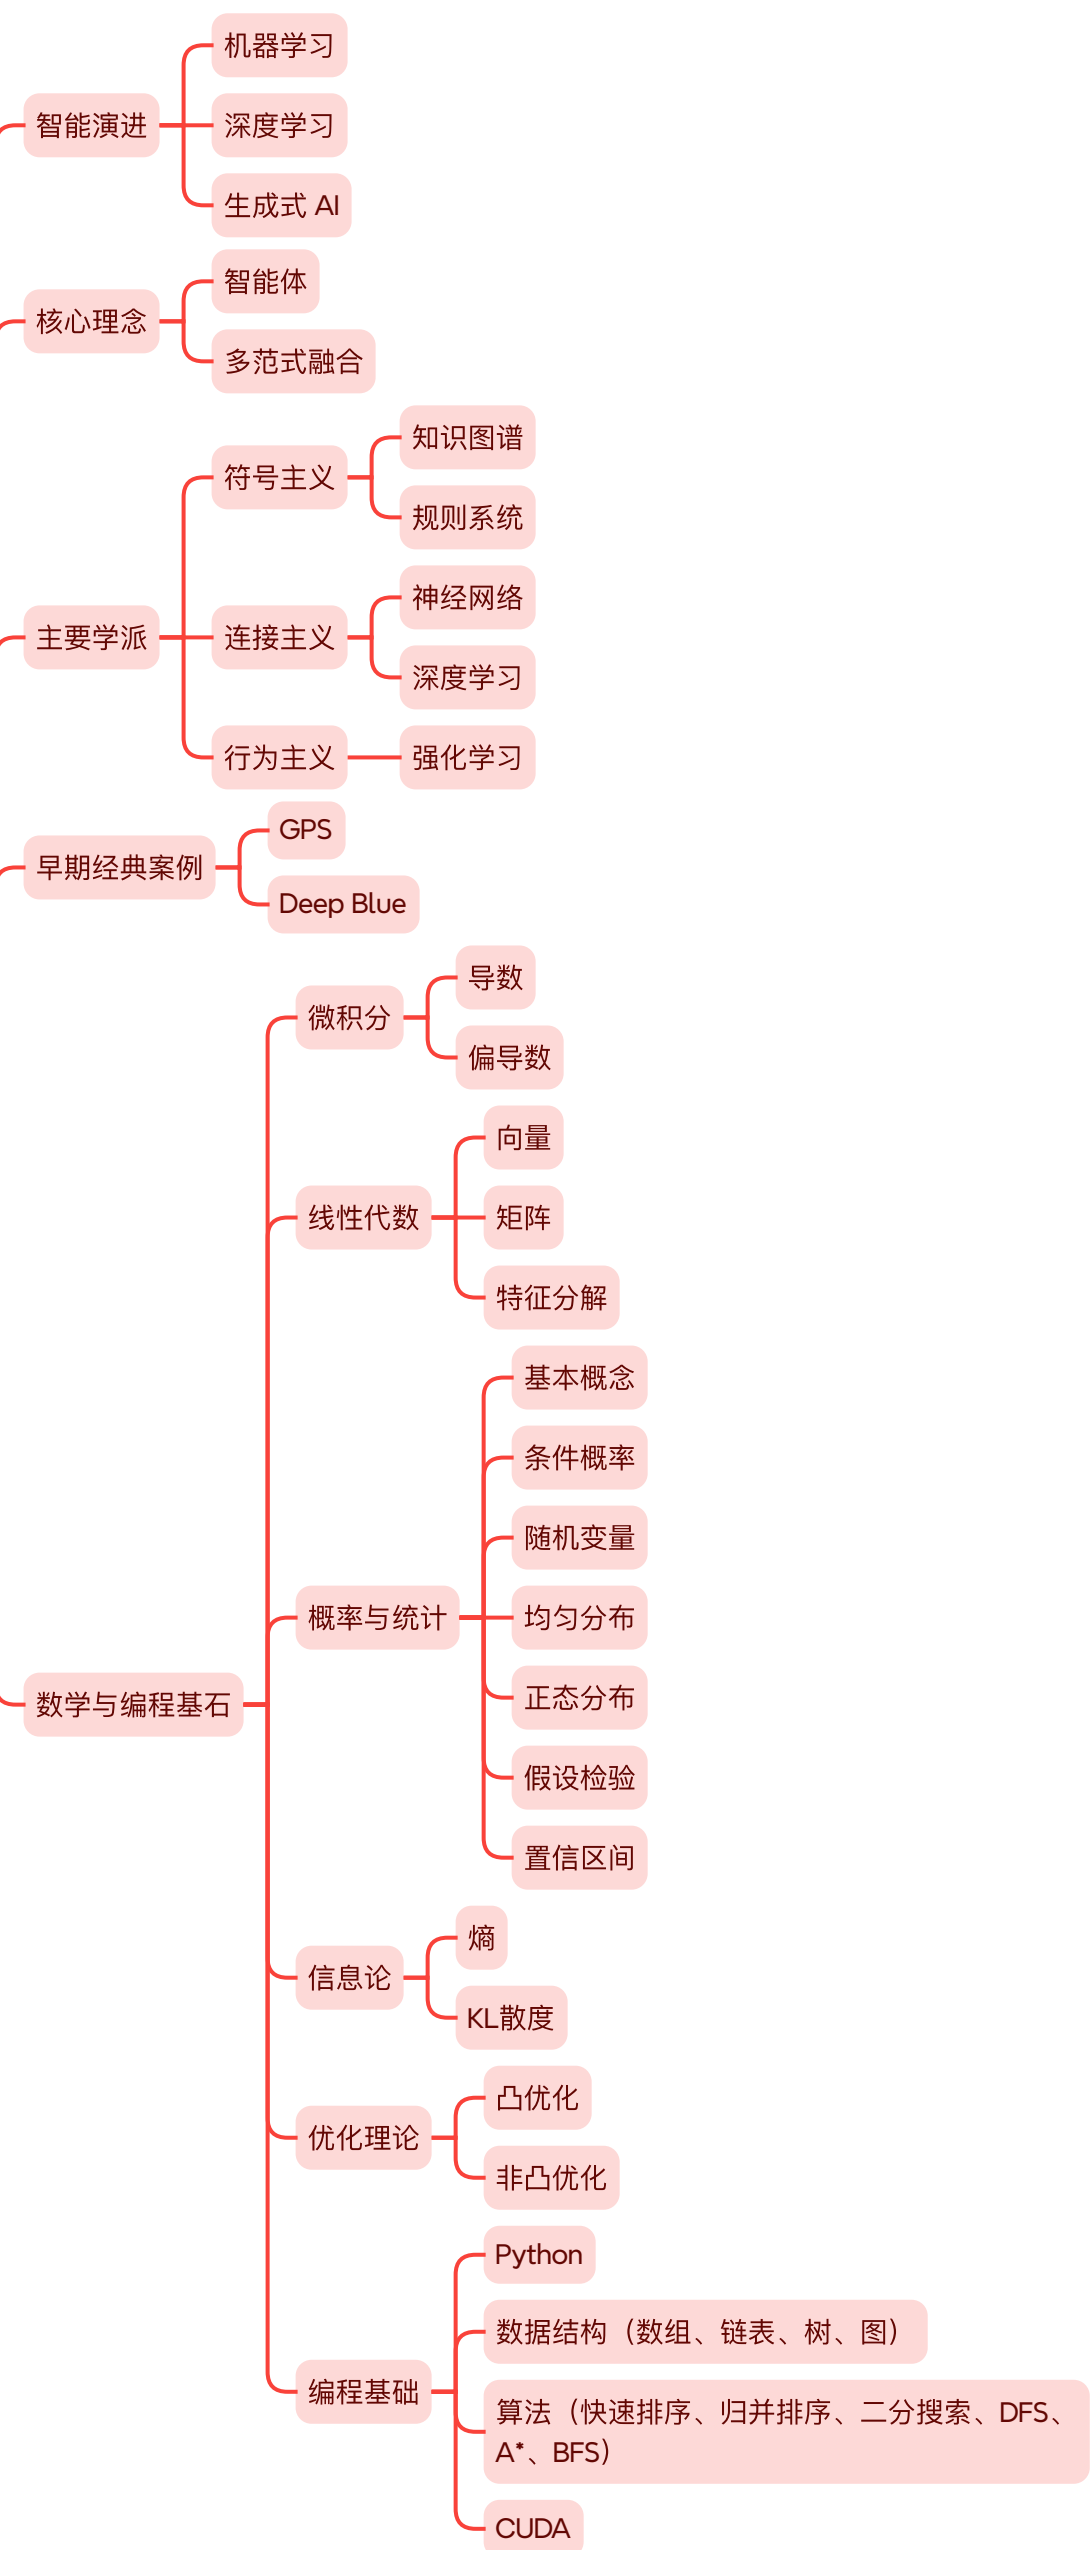 智能演进
机器学习
深度学习
生成式 AI
核心理念
智能体
多范式融合
主要学派
符号主义
知识图谱
规则系统
连接主义
神经网络
深度学习
行为主义
强化学习
早期经典案例
GPS
Deep Blue
数学与编程基石
微积分
导数
偏导数
线性代数
向量
矩阵
特征分解
概率与统计
基本概念
条件概率
随机变量
均匀分布
正态分布
假设检验
置信区间
信息论
熵
KL散度
优化理论
凸优化
非凸优化
编程基础
Python
数据结构（数组、链表、树、图）
算法（快速排序、归并排序、二分搜索、DFS、
A*、BFS）
CUDA